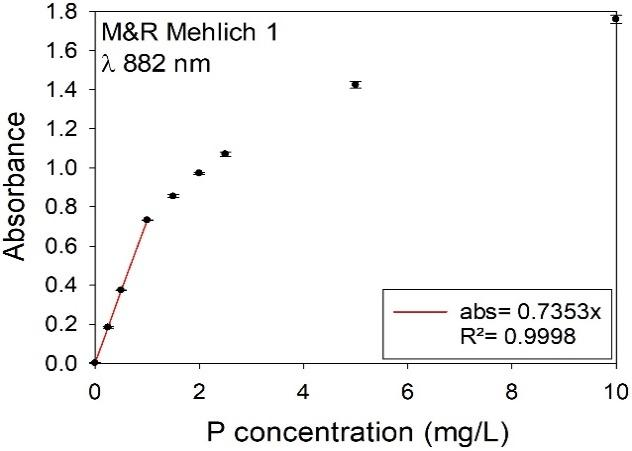 M&R Mehlich 1
λ 882 nm
1.8
1.6
1.4
1.2
1.0
0.8
0.6
0.4
0.2
0.0
Absorbance
abs= 0.7353x
R²= 0.9998
0 2 4 6 8 10
P concentration (mg/L)